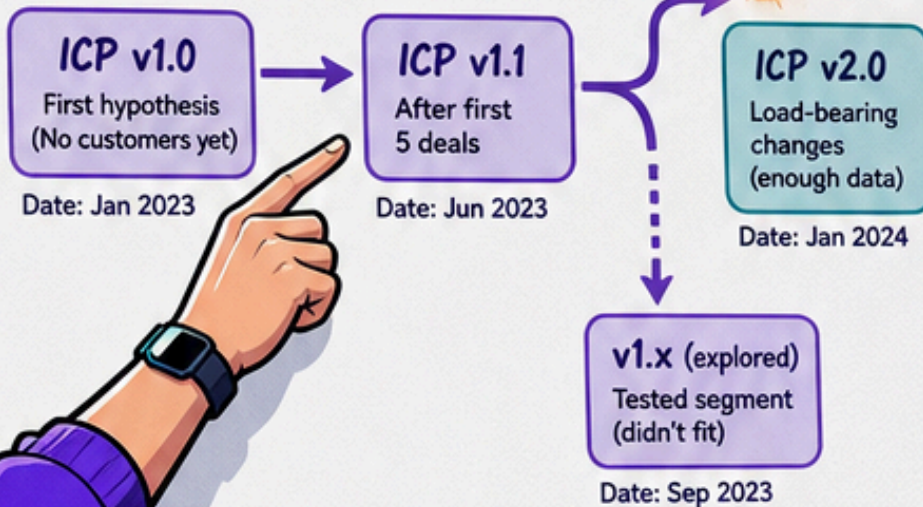 ICP v1.0
First hypothesis
(No customers yet)
Date: Jan 2023
ICP v1.1
After first
5 deals
Date: Jun 2023
ICP v2.0
Load-bearing
changes
(enough data)
Date: Jan 2024
v1.x (explored)
Tested segment
(didn't fit)
Date: Sep 2023